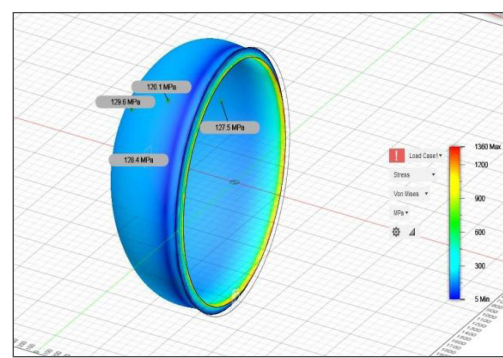 126.1 MPa
129.6 MPa
127.5 MPa
128.4 MPa
! Load Case1
Stress
Von Mises
MPa
1360 Max
1200
900
600
300
5 Min